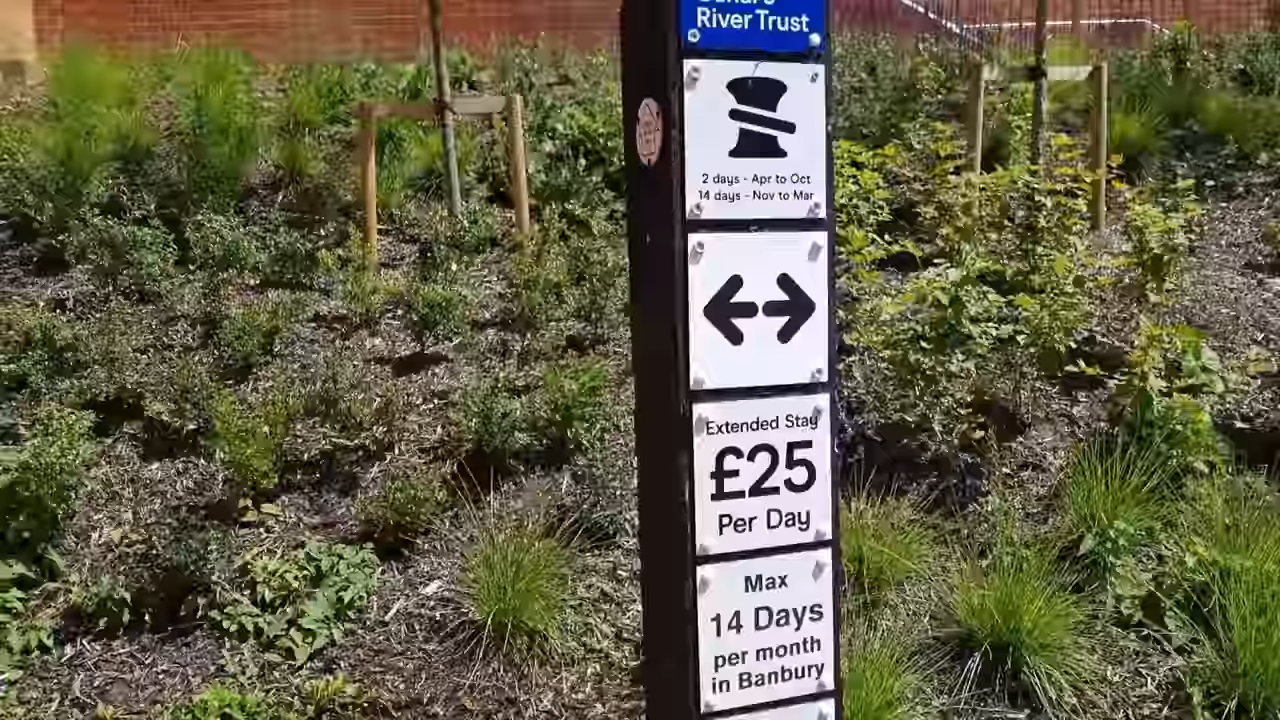 River Trust
2 days - Apr to Oct
14 days - Nov to Mar
Extended Stay
£25
Per Day
Max
14 Days
per month
in Banbury